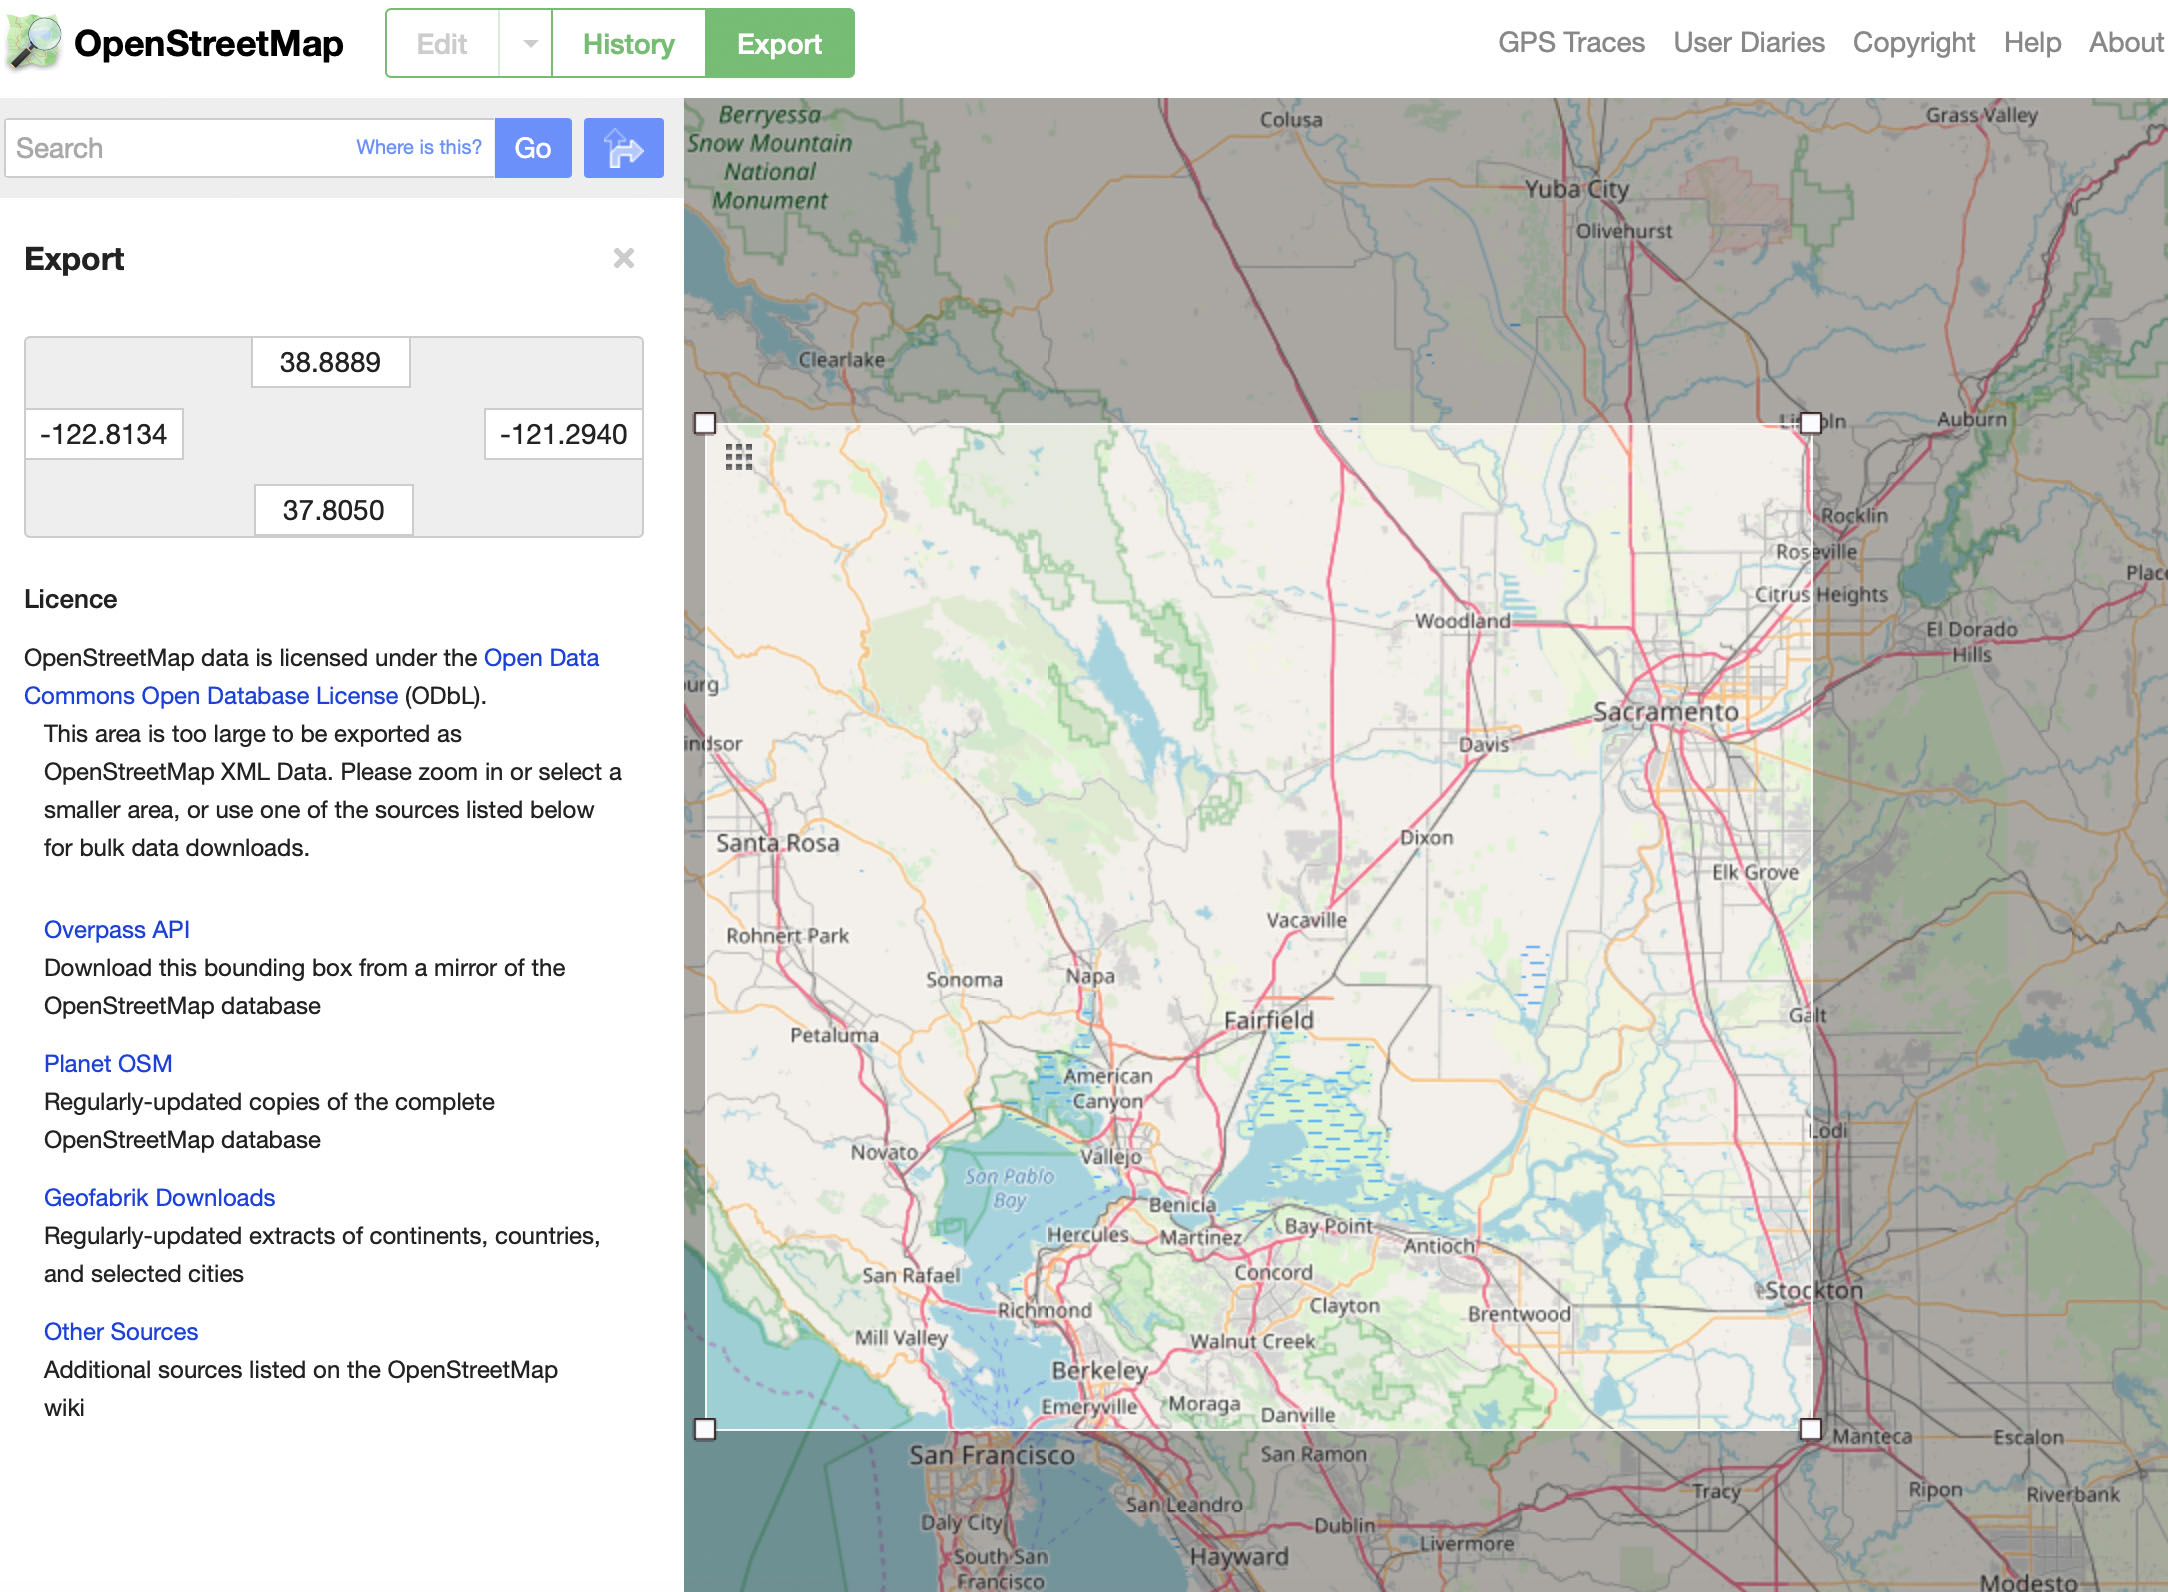 OpenStreetMap
Edit
History
Export
GPS Traces
User Diaries
Copyright
Help
About
Search
Where is this?
Go
Export
38.8889
-122.8134
-121.2940
37.8050
Licence
OpenStreetMap data is licensed under the Open Data
Commons Open Database License (ODbL).
This area is too large to be exported as
OpenStreetMap XML Data. Please zoom in or select a
smaller area, or use one of the sources listed below
for bulk data downloads.
Overpass API
Download this bounding box from a mirror of the
OpenStreetMap database
Planet OSM
Regularly-updated copies of the complete
OpenStreetMap database
Geofabrik Downloads
Regularly-updated extracts of continents, countries,
and selected cities
Other Sources
Additional sources listed on the OpenStreetMap
wiki
Berryessa
Snow Mountain
National
Monument
Colusa
Grass Valley
Yuba City
Olivehurst
Clearlake
Auburn
Rocklin
Roseville
Place
Citrus Heights
Woodland
El Dorado
Hills
urg
Sacramento
indsor
Davis
Santa Rosa
Dixon
Elk Grove
Vacaville
Rohnert Park
Sonoma
Napa
Galt
Fairfield
Petaluma
American
Canyon
Lodi
Novato
Vallejo
San Pablo
Bay
Benicia
Hercules
Martinez
Bay Point
Antioch
San Rafael
Concord
Stockton
Richmond
Clayton
Brentwood
Mill Valley
Walnut Creek
Berkeley
Emeryville
Moraga
Danville
Manteca
Escalon
San Francisco
San Ramon
Tracy
Ripon
Riverbank
San Leandro
Daly City
Dublin
Livermore
South San
Francisco
Hayward
Modesto